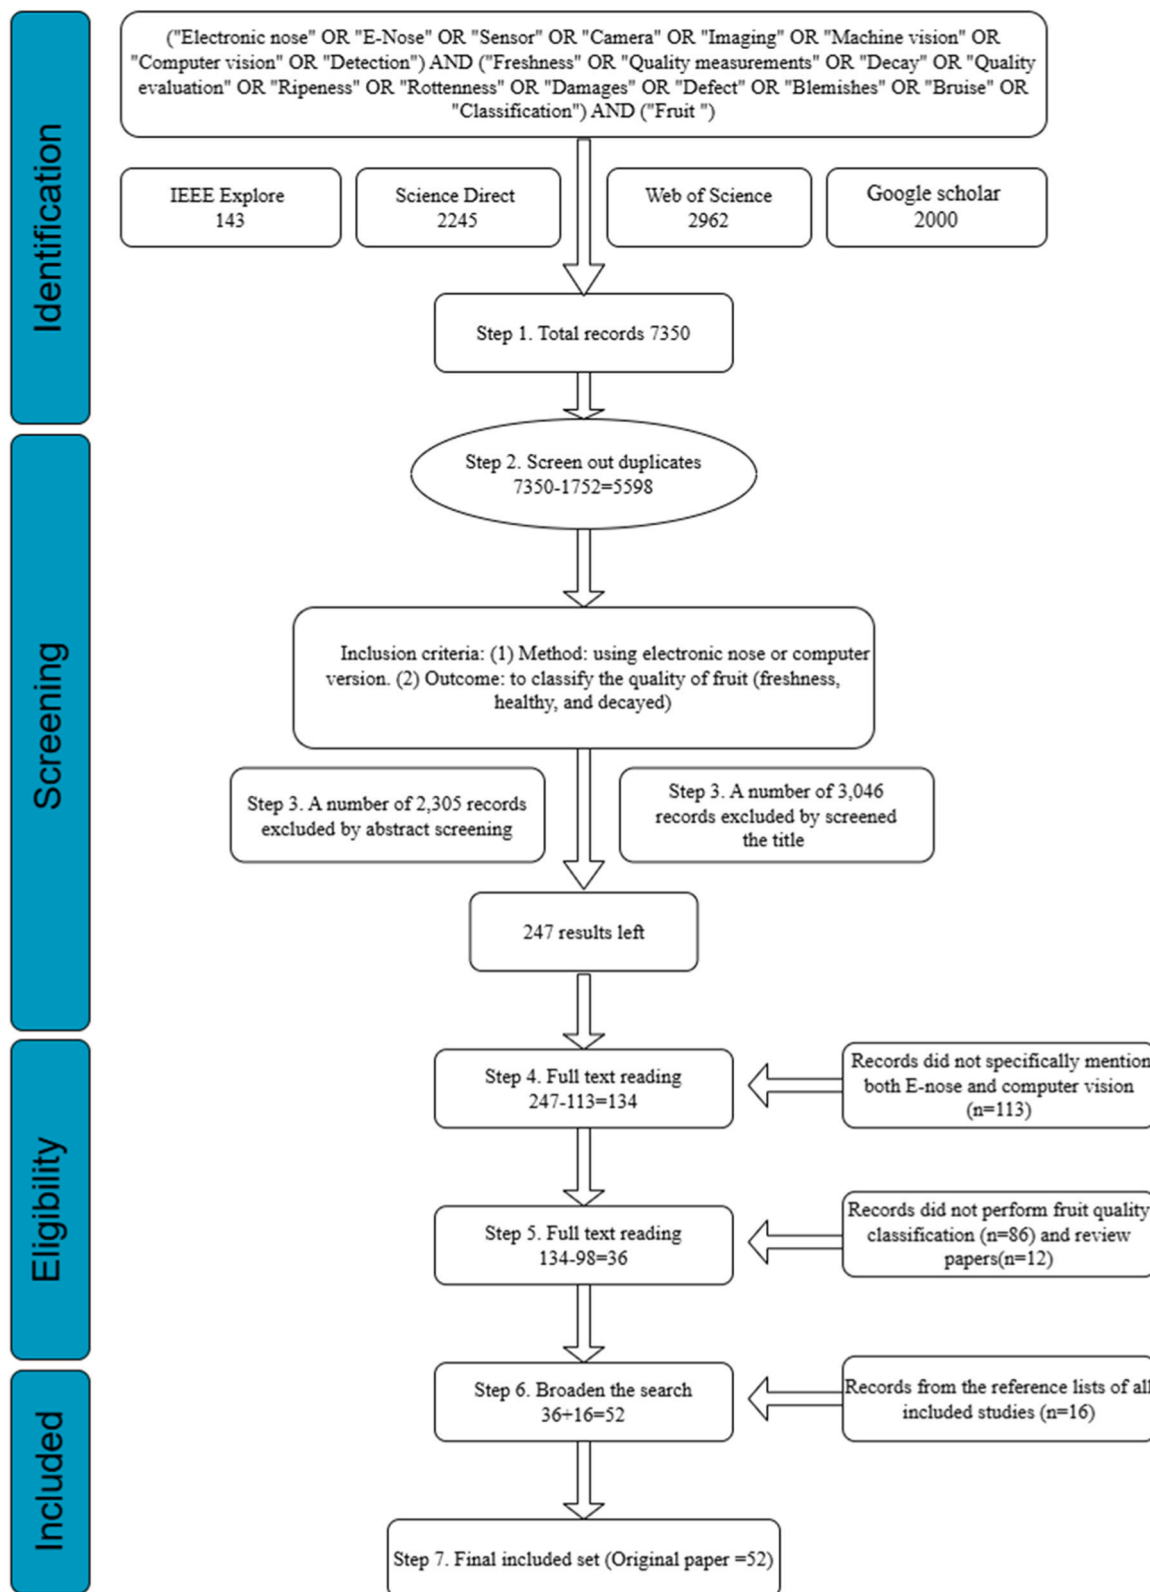 Identification
("Electronic nose" OR "E-Nose" OR "Sensor" OR "Camera" OR "Imaging" OR "Machine vision" OR
"Computer vision" OR "Detection") AND ("Freshness" OR "Quality measurements" OR "Decay" OR "Quality
evaluation" OR "Ripeness" OR "Rottenness" OR "Damages" OR "Defect" OR "Blemishes" OR "Bruise" OR
"Classification") AND ("Fruit ")
IEEE Explore
143
Science Direct
2245
Web of Science
2962
Google scholar
2000
Step 1. Total records 7350
Screening
Step 2. Screen out duplicates
7350-1752=5598
Inclusion criteria: (1) Method: using electronic nose or computer
version. (2) Outcome: to classify the quality of fruit (freshness,
healthy, and decayed)
Step 3. A number of 2,305 records
excluded by abstract screening
Step 3. A number of 3,046
records excluded by screened
the title
247 results left
Eligibility
Step 4. Full text reading
247-113=134
Records did not specifically mention
both E-nose and computer vision
(n=113)
Step 5. Full text reading
134-98=36
Records did not perform fruit quality
classification (n=86) and review
papers(n=12)
Included
Step 6. Broaden the search
36+16=52
Records from the reference lists of all
included studies (n=16)
Step 7. Final included set (Original paper =52)